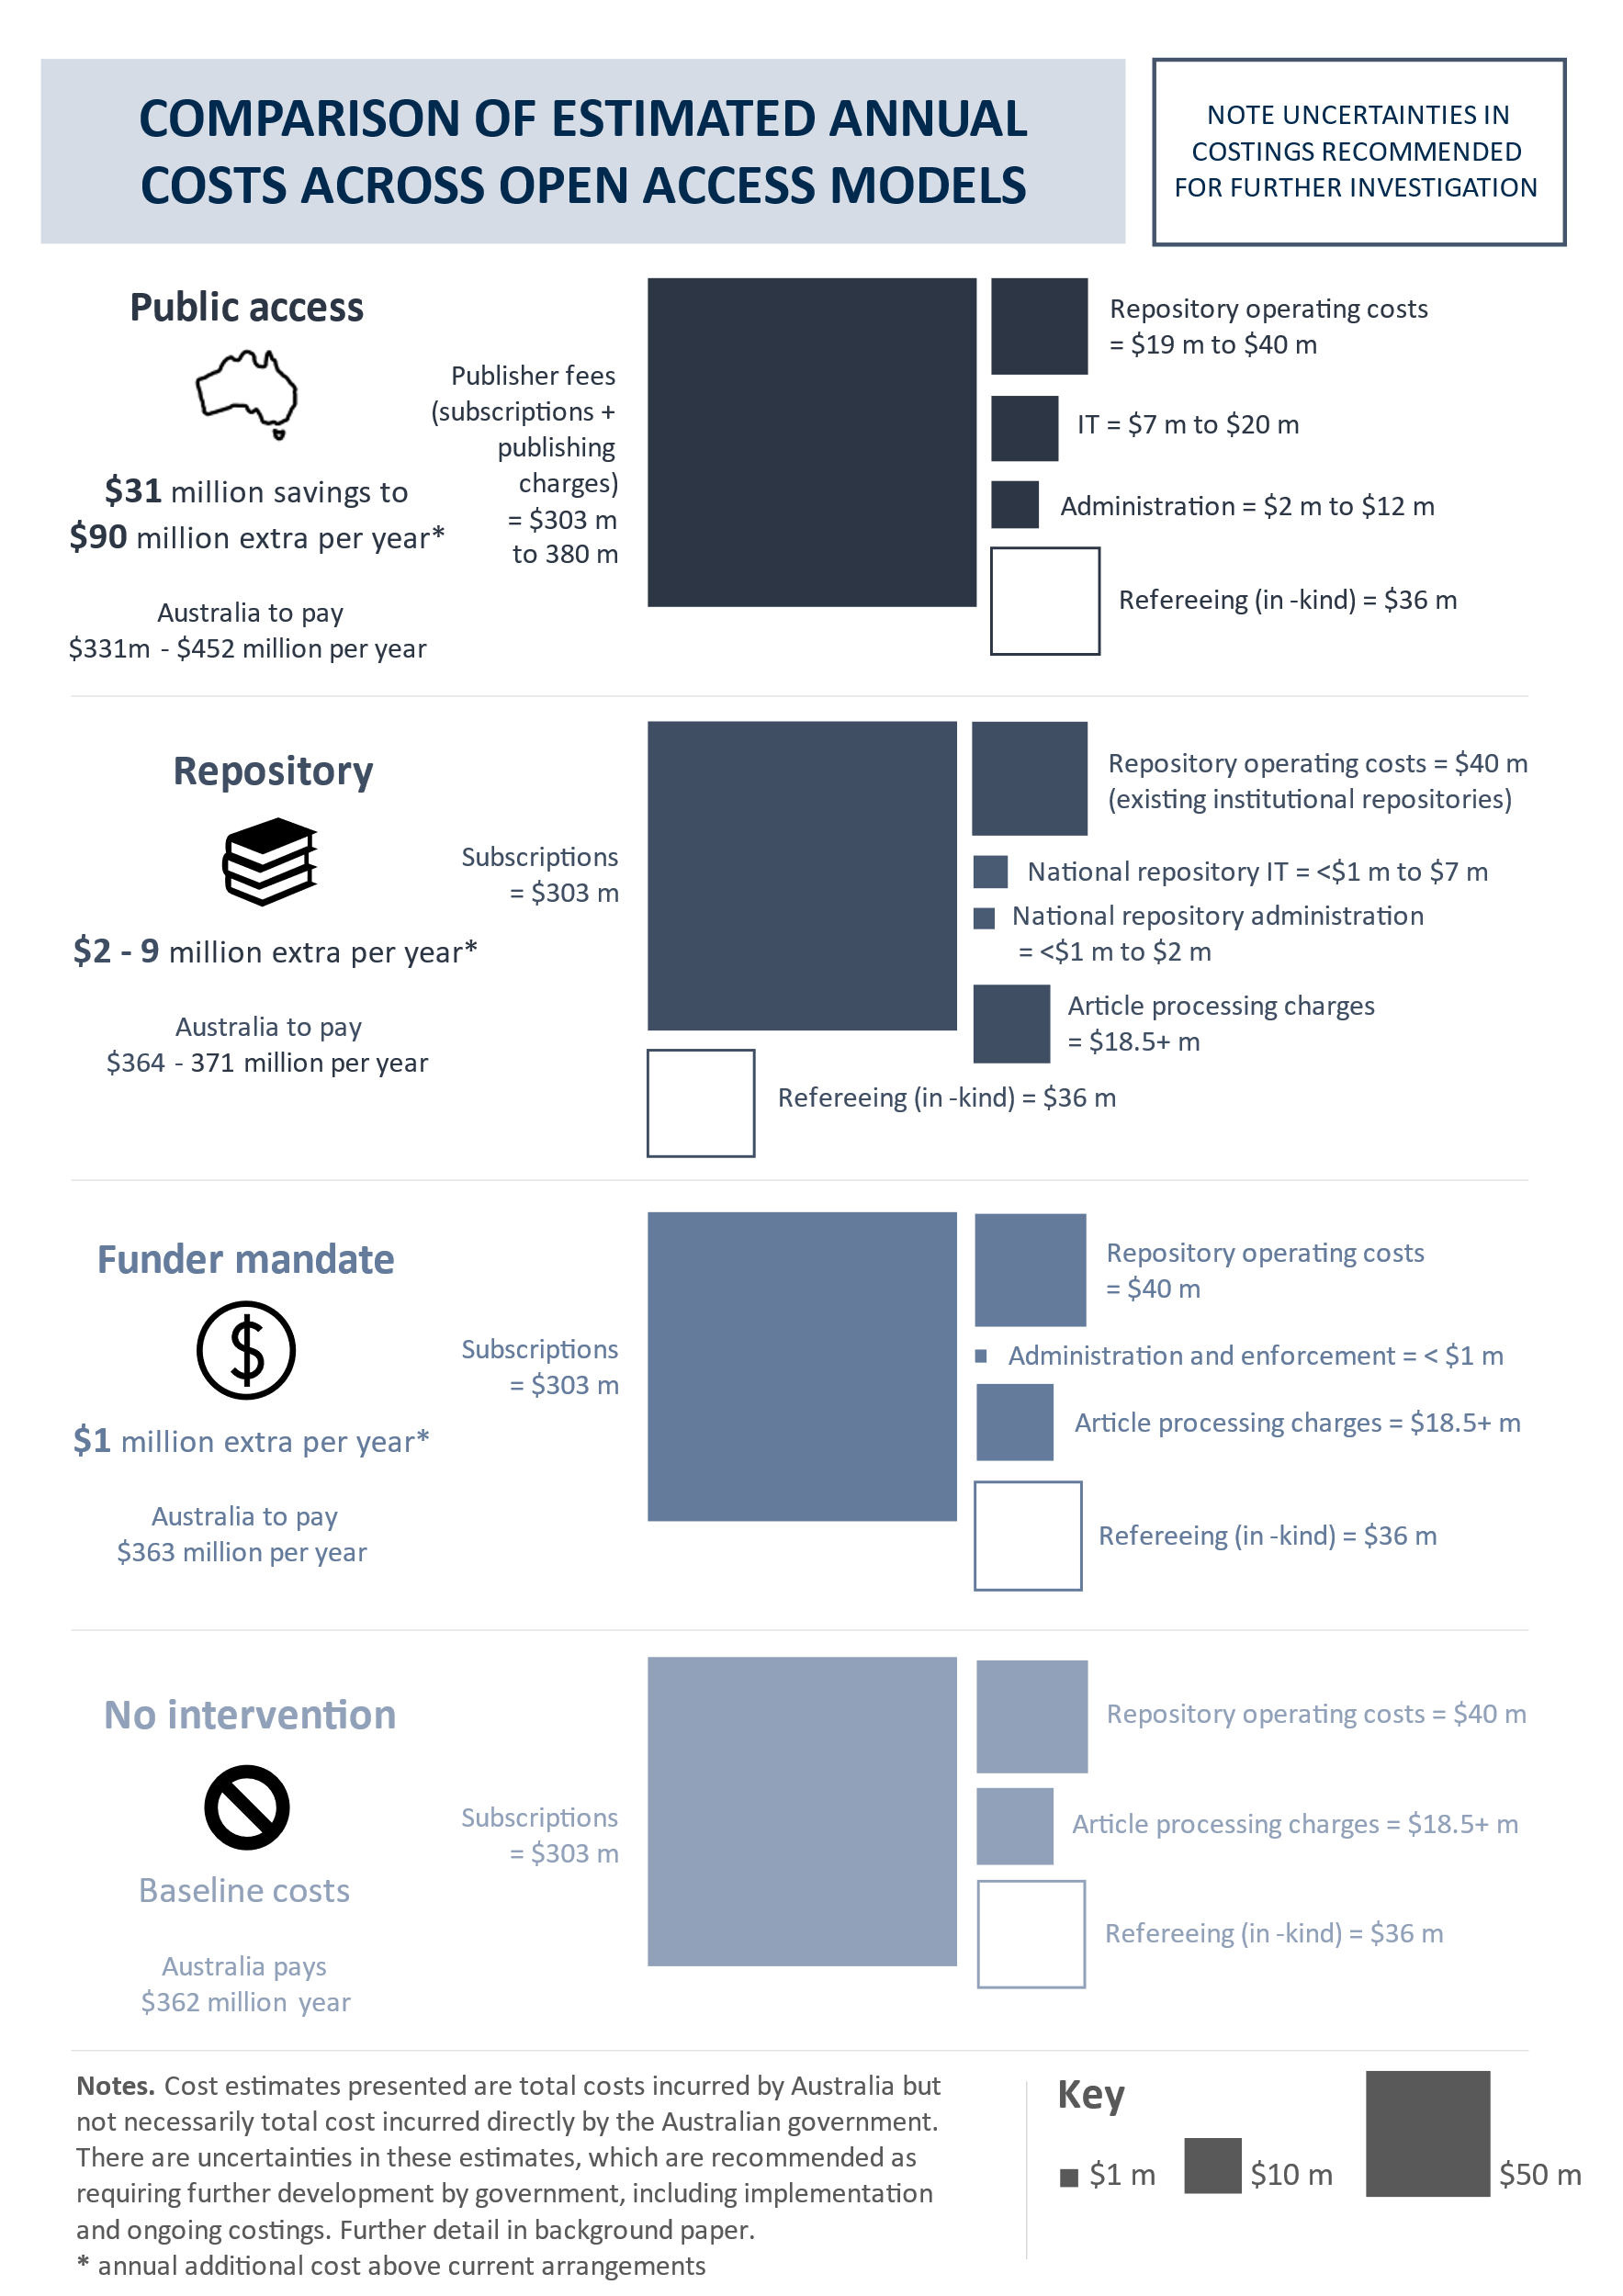 COMPARISON OF ESTIMATED ANNUAL
COSTS ACROSS OPEN ACCESS MODELS
NOTE UNCERTAINTIES IN
COSTINGS RECOMMENDED
FOR FURTHER INVESTIGATION
Public access
$31 million savings to
$90 million extra per year*
Australia to pay
$331m - $452 million per year
Publisher fees
(subscriptions +
publishing
charges)
= $303 m
to 380 m
Repository operating costs
= $19 m to $40 m
IT = $7 m to $20 m
Administration = $2 m to $12 m
Refereeing (in -kind) = $36 m
Repository
$2 - 9 million extra per year*
Australia to pay
$364 - 371 million per year
Subscriptions
= $303 m
Repository operating costs = $40 m
(existing institutional repositories)
National repository IT = <$1 m to $7 m
National repository administration
= <$1 m to $2 m
Article processing charges
= $18.5+ m
Refereeing (in -kind) = $36 m
Funder mandate
$
$1 million extra per year*
Australia to pay
$363 million per year
Subscriptions
= $303 m
Repository operating costs
= $40 m
Administration and enforcement = < $1 m
Article processing charges = $18.5+ m
Refereeing (in -kind) = $36 m
No intervention
Baseline costs
Australia pays
$362 million year
Subscriptions
= $303 m
Repository operating costs = $40 m
Article processing charges = $18.5+ m
Refereeing (in -kind) = $36 m
Notes. Cost estimates presented are total costs incurred by Australia but
not necessarily total cost incurred directly by the Australian government.
There are uncertainties in these estimates, which are recommended as
requiring further development by government, including implementation
and ongoing costings. Further detail in background paper.
* annual additional cost above current arrangements
Key
$1 m
$10 m
$50 m